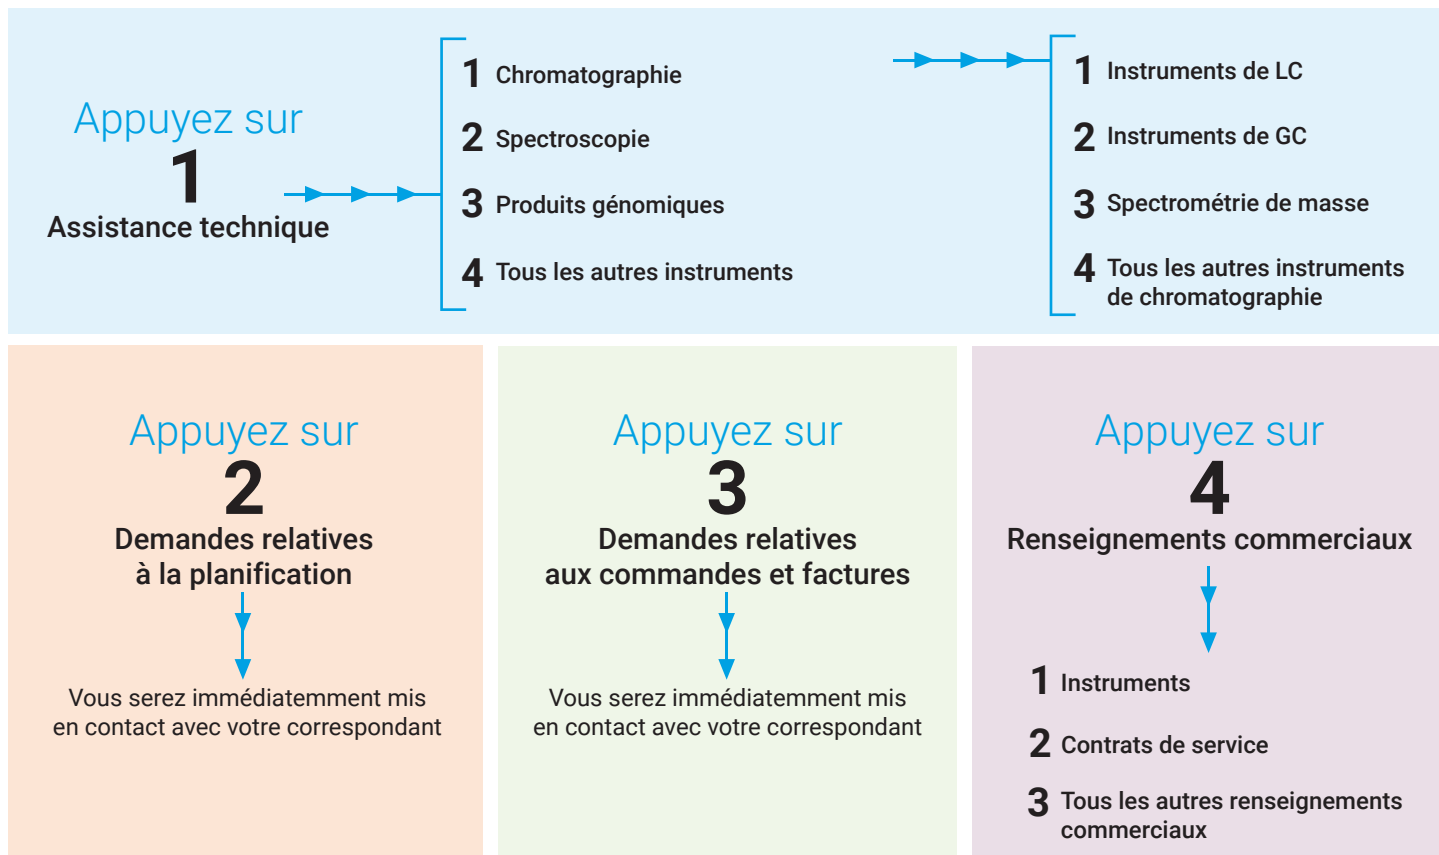 Appuyez sur
1
Assistance technique
1 Chromatographie
2 Spectroscopie
3 Produits génomiques
4 Tous les autres instruments
1 Instruments de LC
2 Instruments de GC
3 Spectrométrie de masse
4 Tous les autres instruments
de chromatographie
Appuyez sur
2
Demandes relatives
à la planification
Vous serez immédiatemment mis
en contact avec votre correspondant
Appuyez sur
3
Demandes relatives
aux commandes et factures
Vous serez immédiatemment mis
en contact avec votre correspondant
Appuyez sur
4
Renseignements commerciaux
1 Instruments
2 Contrats de service
3 Tous les autres renseignements
commerciaux